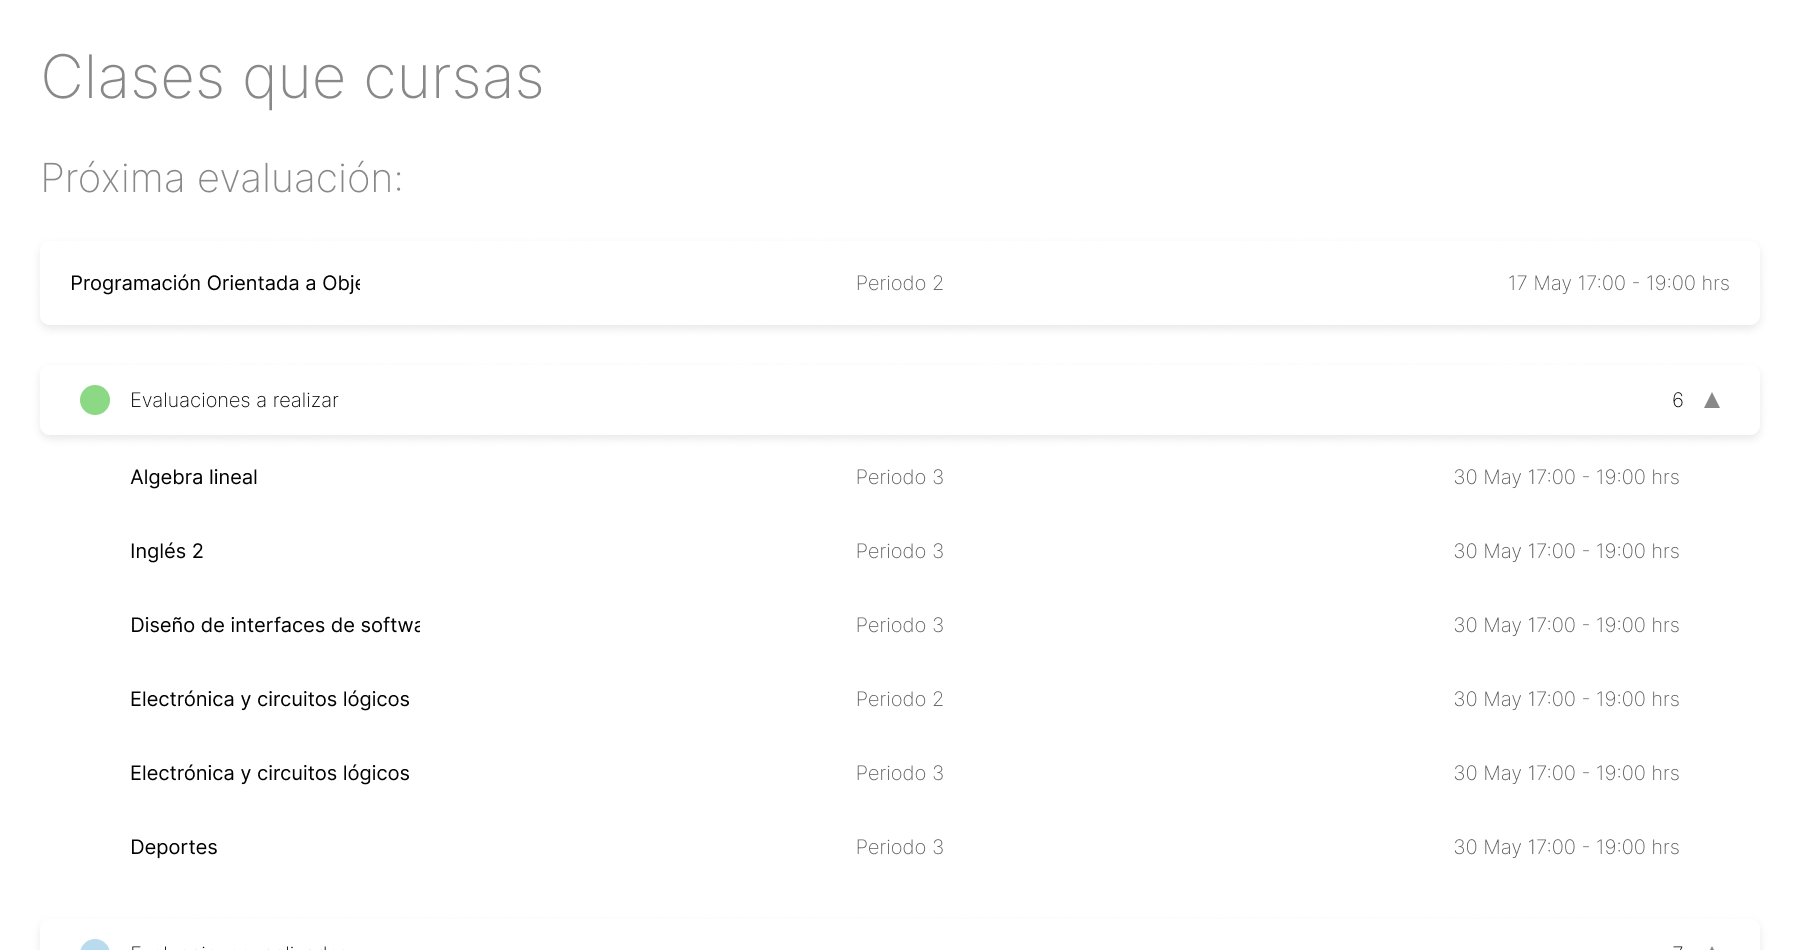 Clases que cursas
Próxima evaluación:
Programación Orientada a Obje
Periodo 2
17 May 17:00 - 19:00 hrs
Evaluaciones a realizar
6 ▲
Algebra lineal
Periodo 3
30 May 17:00 - 19:00 hrs
Inglés 2
Periodo 3
30 May 17:00 - 19:00 hrs
Diseño de interfaces de softwa
Periodo 3
30 May 17:00 - 19:00 hrs
Electrónica y circuitos lógicos
Periodo 2
30 May 17:00 - 19:00 hrs
Electrónica y circuitos lógicos
Periodo 3
30 May 17:00 - 19:00 hrs
Deportes
Periodo 3
30 May 17:00 - 19:00 hrs